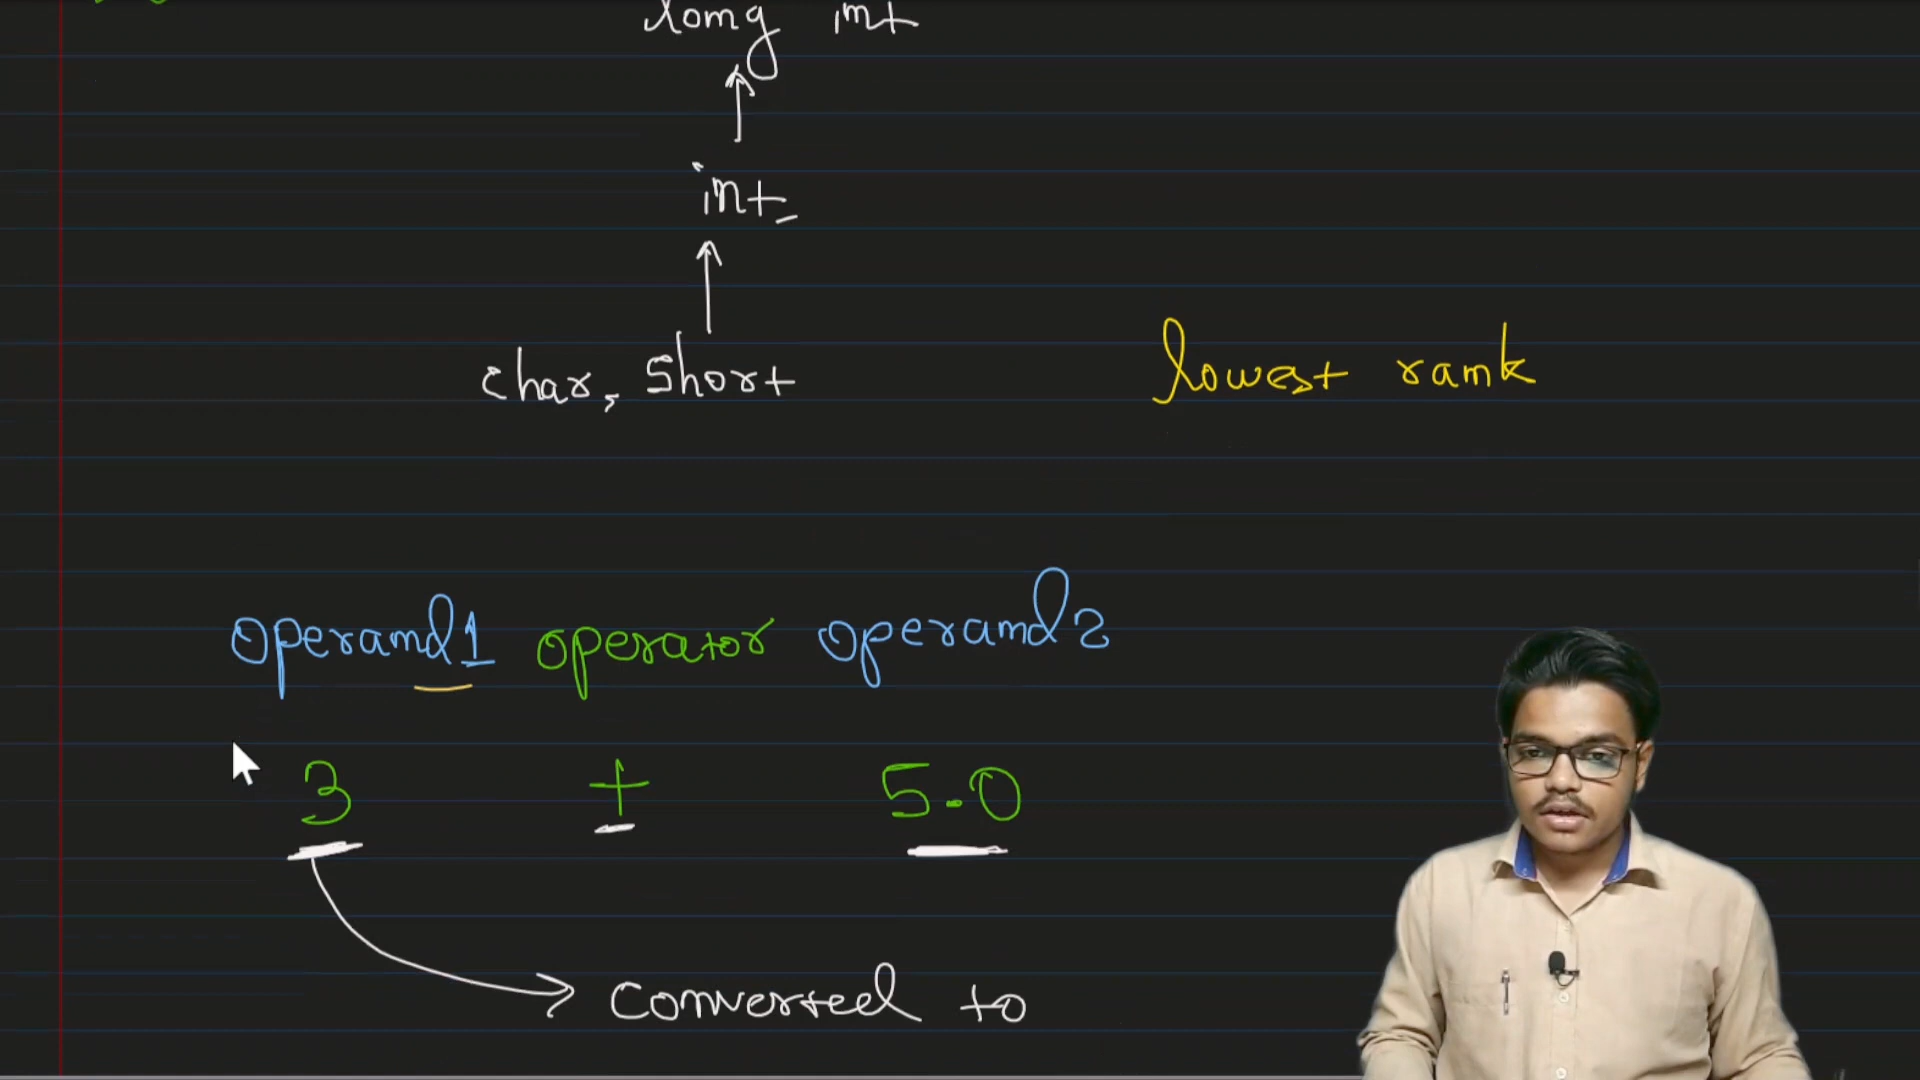 long int
int
char, short
lowest rank
operand1 operator operand2
3 + 5.0
converted to